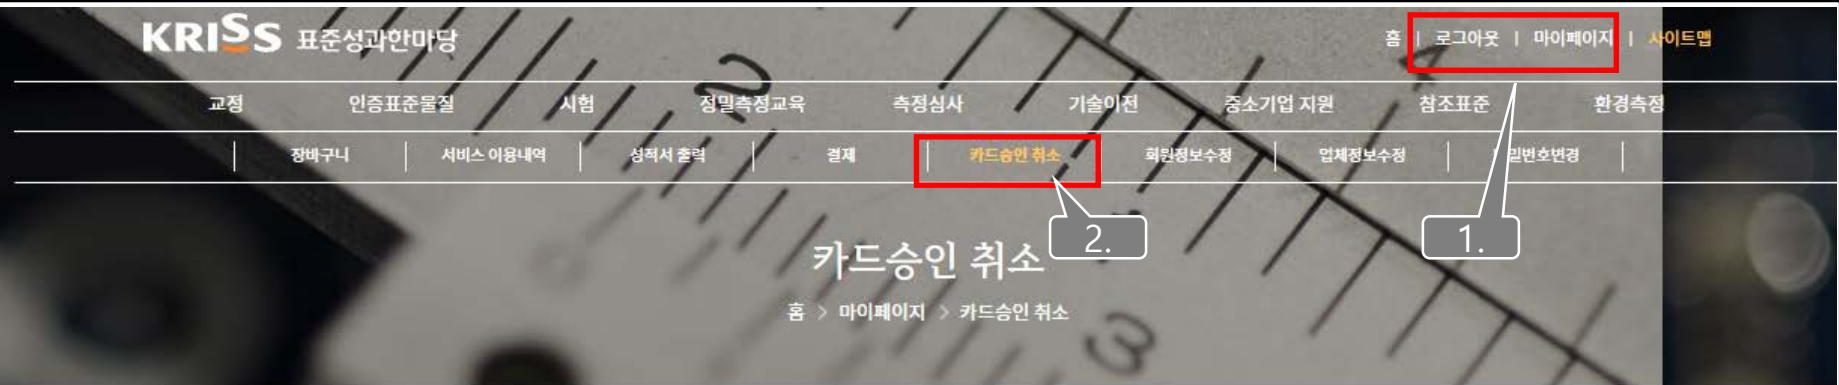 KRISS 표준성과한마당
홈 | 로그아웃 | 마이페이지 | 사이트맵
교정 인증표준물질 시험 정밀측정교육 측정심사 기술이전 중소기업 지원 참조표준 환경측정
장바구니 서비스 이용내역 성적서 출력 결제 카드승인 취소 회원정보수정 업체정보수정 밀번호변경
2.
1.
카드승인 취소
홈 > 마이페이지 > 카드승인 취소
2
3